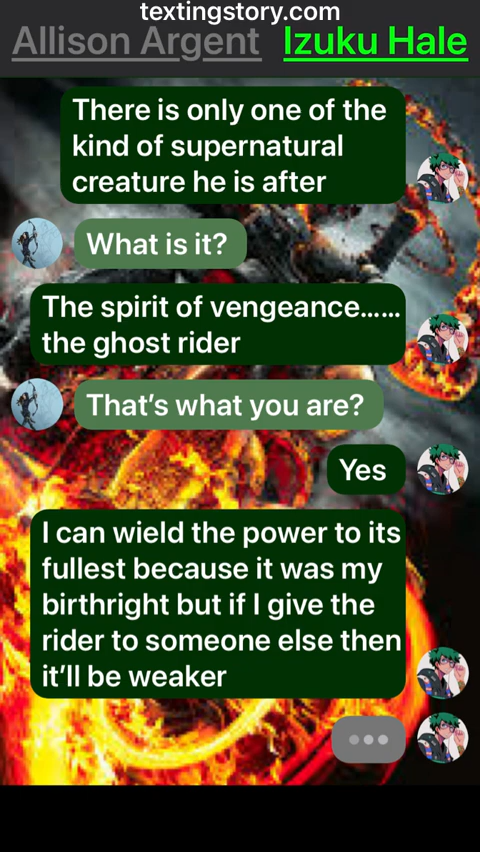 textingstory.com
Allison Argent Izuku Hale
There is only one of the
kind of supernatural
creature he is after
What is it?
The spirit of vengeance......
the ghost rider
That's what you are?
Yes
I can wield the power to its
fullest because it was my
birthright but if I give the
rider to someone else then
it'll be weaker